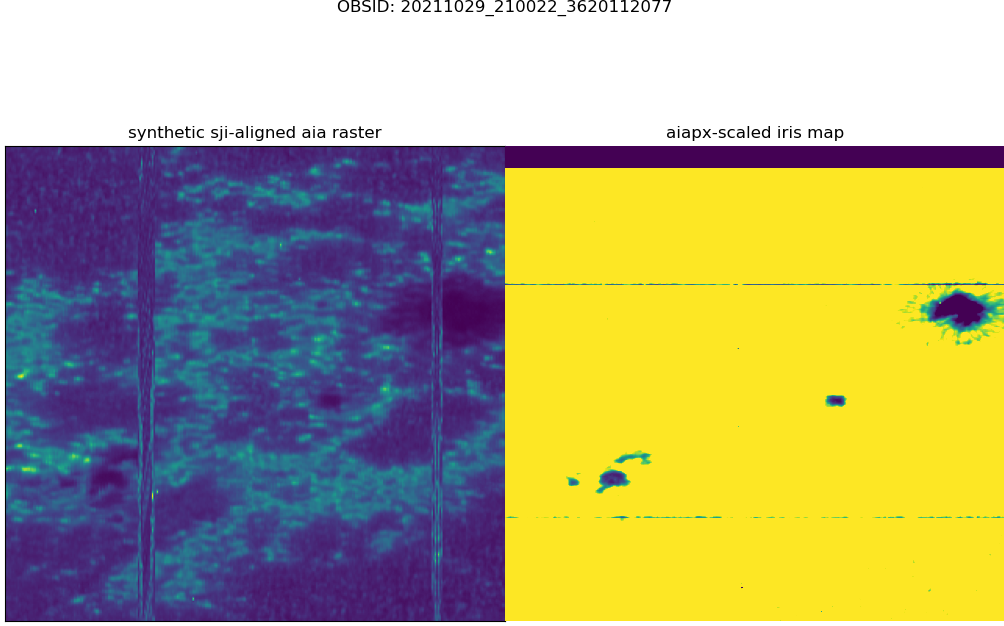 OBSID: 20211029_210022_3620112077
synthetic sji-aligned aia raster
aiapx-scaled iris map